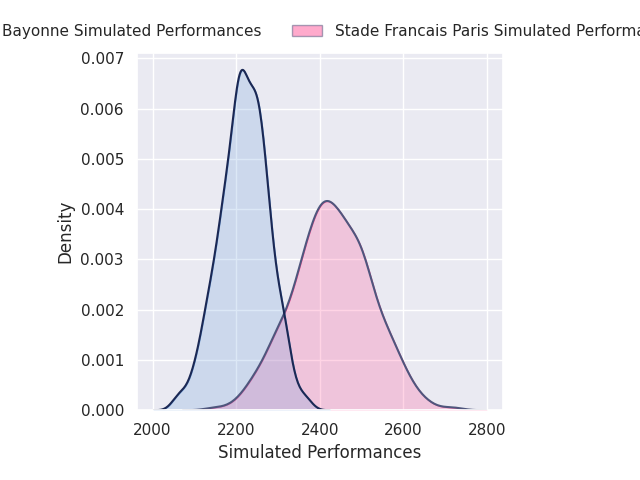 Bayonne Simulated Performances
Stade Francais Paris Simulated
0.007
0.006
0.005
0.004
0.003
0.002
0.001
0.000
Density
2000 2200 2400 2600 2800
Simulated Performances